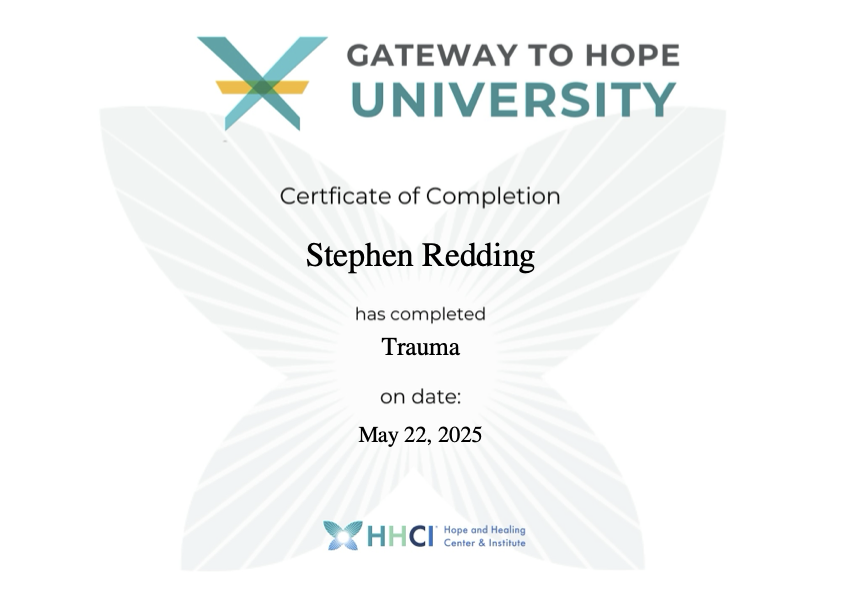 GATEWAY TO HOPE
UNIVERSITY
Certficate of Completion
Stephen Redding
has completed
Trauma
on date:
May 22, 2025
HHCI Hope and Healing
Center & Institute